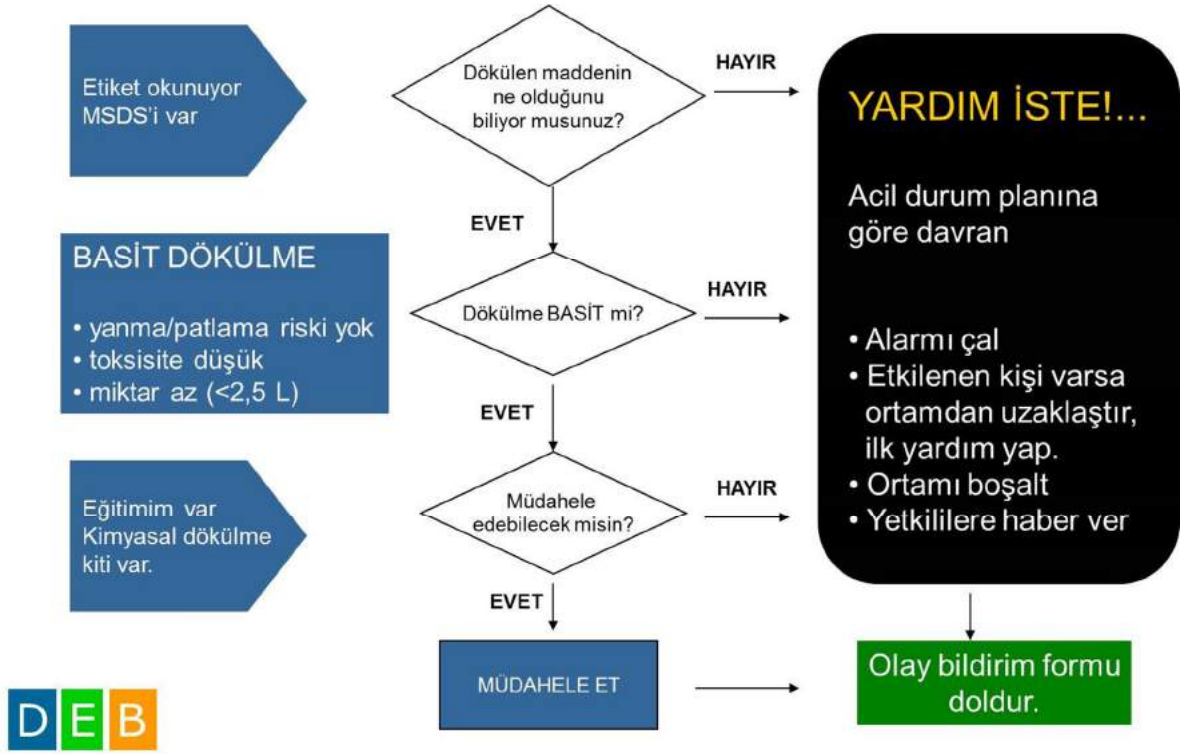 Etiket okunuyor
MSDS'i var
Dökülen maddenin
ne olduğunu
biliyor musunuz?
HAYIR
EVET
BASİT DÖKÜLME
• yanma/patlama riski yok
• toksisite düşük
• miktar az (<2,5 L)
Dökülme BASİT mi?
HAYIR
EVET
Eğitimim var
Kimyasal dökülme
kiti var.
Müdahele
edebilecek misin?
HAYIR
EVET
MÜDAHELE ET
YARDIM İSTE!...
Acil durum planına
göre davran
• Alarmı çal
• Etkilenen kişi varsa
ortamdan uzaklaştır,
ilk yardım yap.
• Ortamı boşalt
• Yetkililere haber ver
Olay bildirim formu
doldur.
DEB